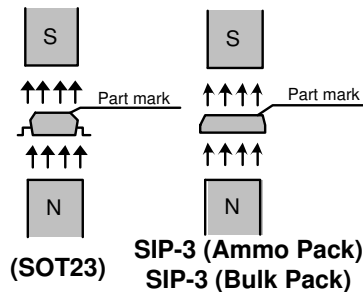 S
S
Part mark
Part mark
N
N
(SOT23)
SIP-3 (Ammo Pack)
SIP-3 (Bulk Pack)